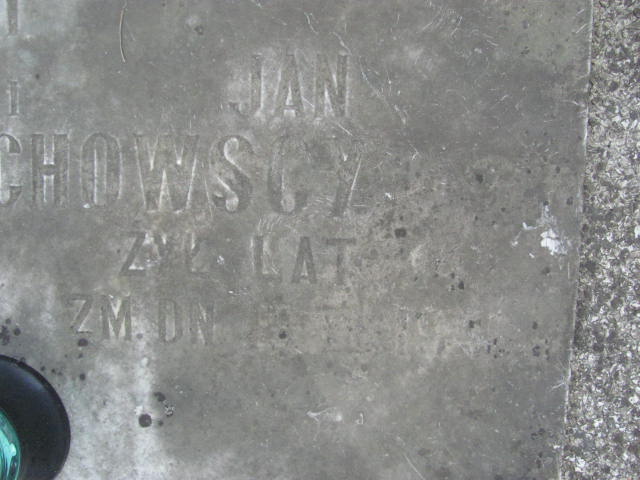 I
JAN
CHOWSCY
ŻYŁ LAT
ZM. DN